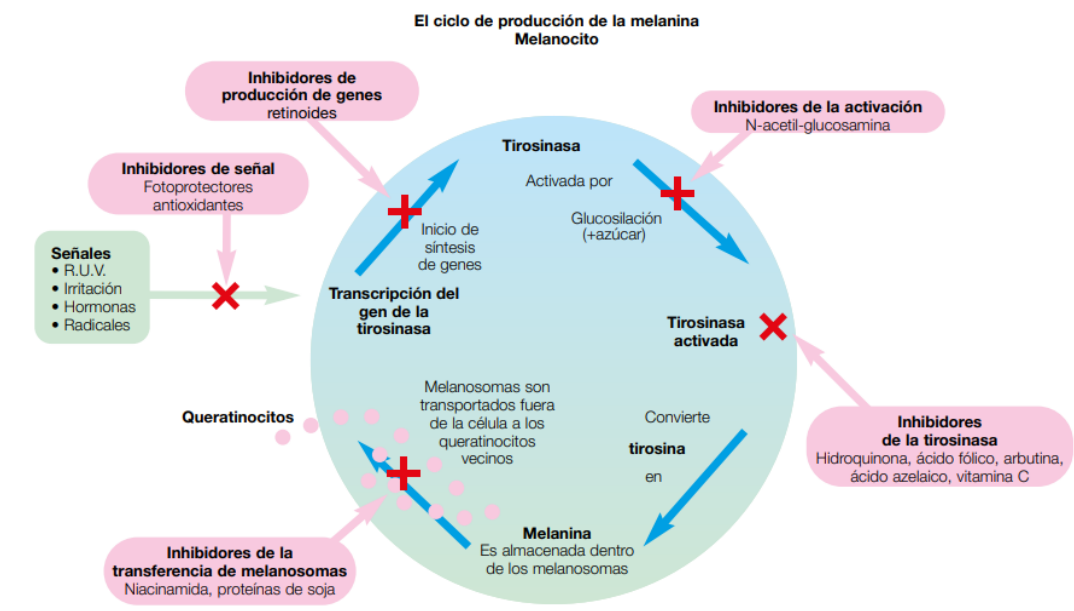 El ciclo de producción de la melanina
Melanocito
Inhibidores de
producción de genes
retinoides
Inhibidores de la activación
N-acetil-glucosamina
Inhibidores de señal
Fotoprotectores
antioxidantes
Tirosinasa
Activada por
Glucosilación
(+azúcar)
Inicio de
síntesis
de genes
Señales
• R.U.V.
• Irritación
• Hormonas
• Radicales
Transcripción del
gen de la
tirosinasa
Tirosinasa
activada
Melanosomas son
transportados fuera
de la célula a los
queratinocitos
vecinos
Queratinocitos
Convierte
tirosina
en
Inhibidores
de la tirosinasa
Hidroquinona, ácido fólico, arbutina,
ácido azelaico, vitamina C
Melanina
Es almacenada dentro
de los melanosomas
Inhibidores de la
transferencia de melanosomas
Niacinamida, proteínas de soja